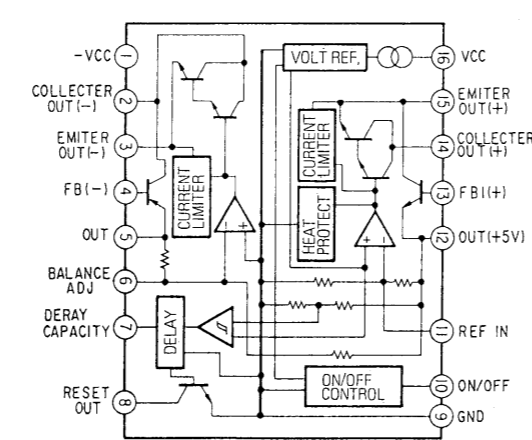 -VCC
1
COLLECTER
OUT(-)
2
EMITER
OUT(-)
3
FB(-)
4
OUT
5
BALANCE
ADJ
6
DERAY
CAPACITY
7
RESET
OUT
8
VOLT REF,
CURRENT
LIMITER
CURRENT
LIMITER
HEAT
PROTECT
- +
+ -
DELAY
ON/OFF
CONTROL
16
VCC
15
EMITER
OUT(+)
14
COLLECTER
OUT(+)
13
FBI(+)
12
OUT(+5V)
11
REF IN
10
ON/OFF
9
GND